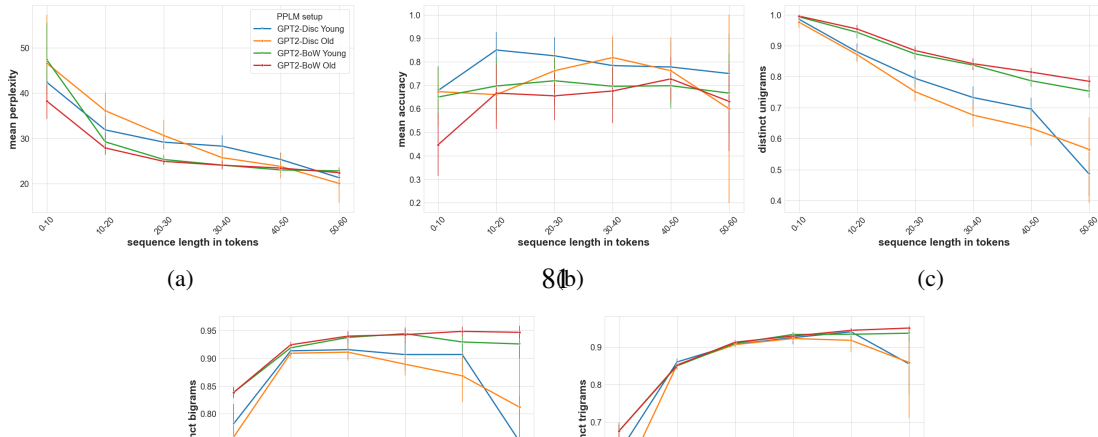 PPLM setup
GPT2-Disc Young
GPT2-Disc Old
GPT2-BoW Young
GPT2-BoW Old
mean perplexity
50
40
30
20
0-10
10-20
20-30
30-40
40-50
50-60
sequence length in tokens
(a)
mean accuracy
1.0
0.9
0.8
0.7
0.6
0.5
0.4
0.3
0.2
0-10
10-20
20-30
30-40
40-50
50-60
sequence length in tokens
(b)
81
distinct unigrams
1.0
0.9
0.8
0.7
0.6
0.5
0.4
0-10
10-20
20-30
30-40
40-50
50-60
sequence length in tokens
(c)
nct bigrams
0.95
0.90
0.85
0.80
nct trigrams
0.9
0.8
0.7